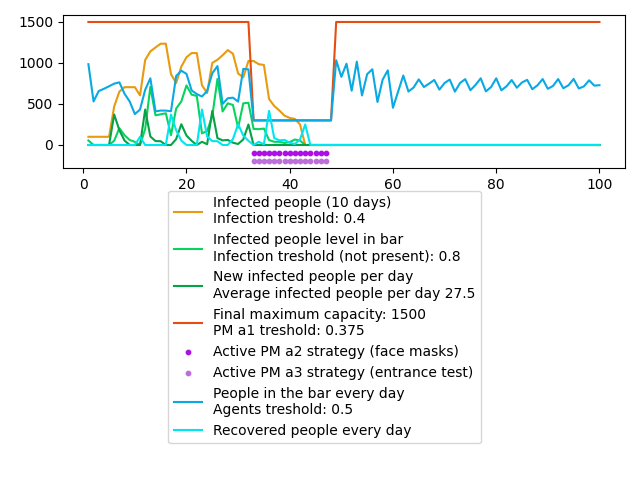 1500
1000
500
0
0
20
40
60
80
100
Infected people (10 days)
Infection treshold: 0.4
Infected people level in bar
Infection treshold (not present): 0.8
New infected people per day
Average infected people per day 27.5
Final maximum capacity: 1500
PM a1 treshold: 0.375
Active PM a2 strategy (face masks)
Active PM a3 strategy (entrance test)
People in the bar every day
Agents treshold: 0.5
Recovered people every day